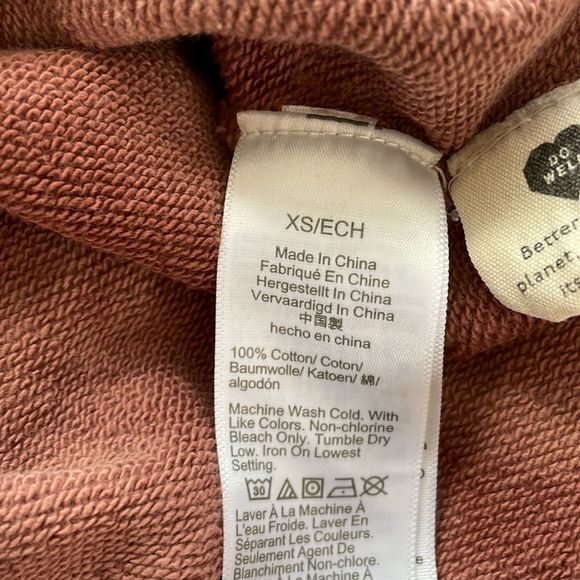 XS/ECH
Made In China
Fabriqué En Chine
Hergestellt In China
Vervaardigd In China
中国製
hecho en china
100% Cotton/ Coton/
Baumwolle/ Katoen/ 綿/
algodón
Machine Wash Cold. With
Like Colors. Non-chlorine
Bleach Only. Tumble Dry
Low. Iron On Lowest
Setting.
30
Laver À La Machine À
L'eau Froide. Laver En
Séparant Les Couleurs.
Seulement Agent De
Blanchiment Non-chlore.
DO
WELL
Better
planet.
its